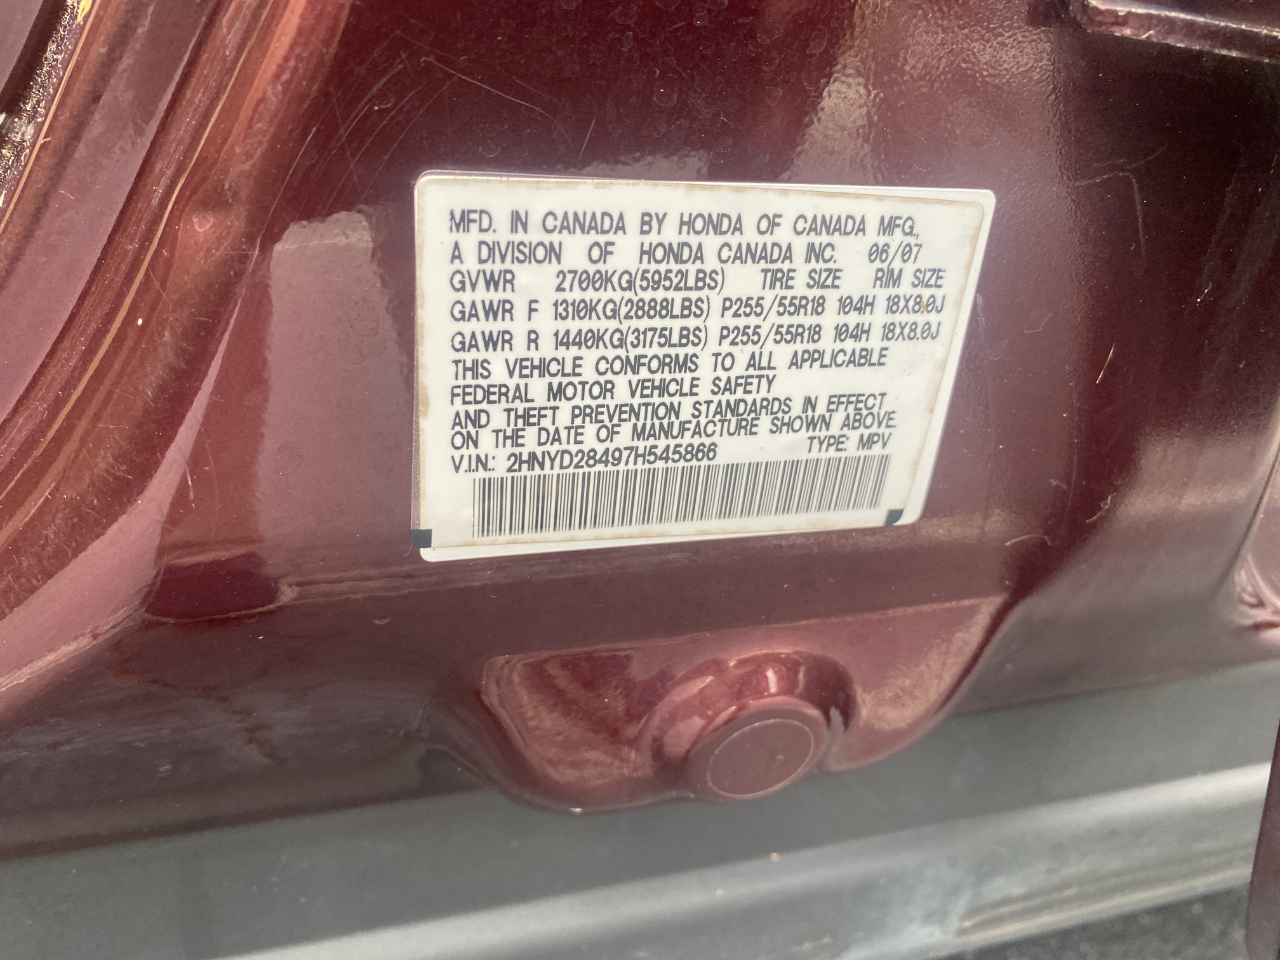 MFD. IN CANADA BY HONDA OF CANADA MFG.,
A DIVISION OF HONDA CANADA INC. 06/07
GVWR 2700KG(5952LBS) TIRE SIZE RIM SIZE
GAWR F 1310KG(2888LBS) P255/55R18 104H 18X8.0J
GAWR R 1440KG(3175LBS) P255/55R18 104H 18X8.0J
THIS VEHICLE CONFORMS TO ALL APPLICABLE
FEDERAL MOTOR VEHICLE SAFETY
AND THEFT PREVENTION STANDARDS IN EFFECT
ON THE DATE OF MANUFACTURE SHOWN ABOVE.
V.I.N.: 2HNYD28497H545866 TYPE: MPV